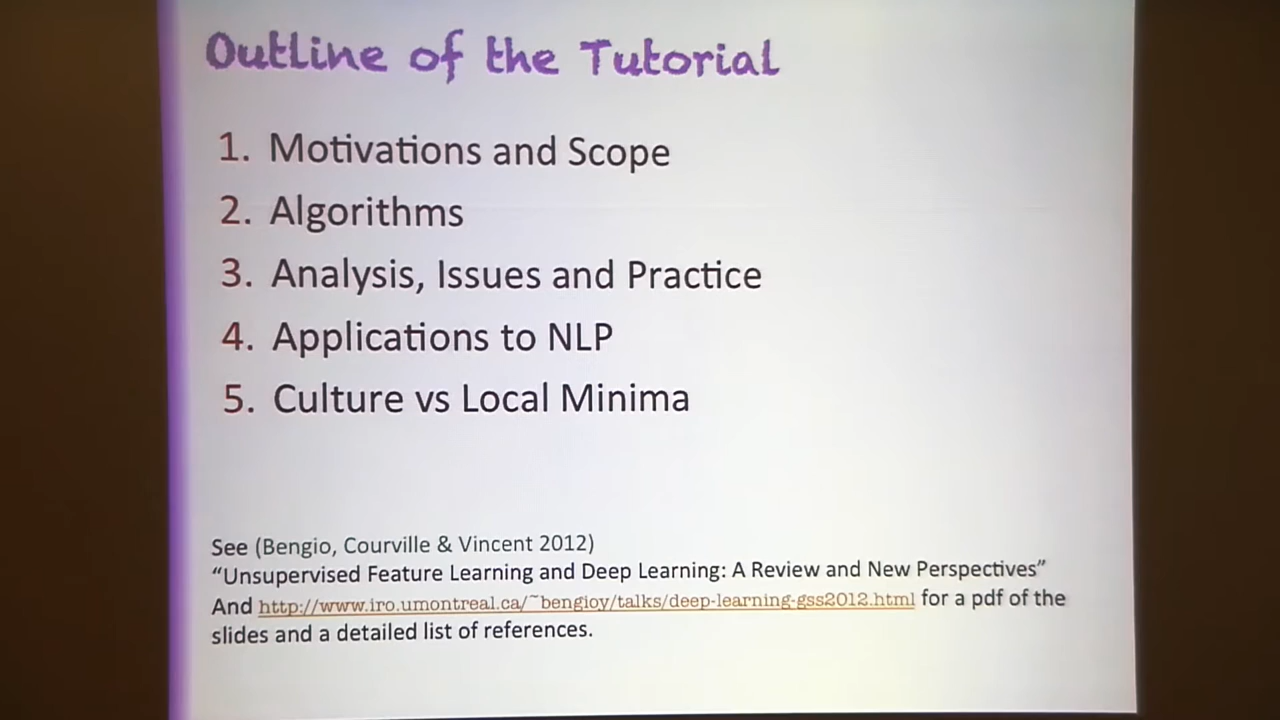 Outline of the Tutorial
1. Motivations and Scope
2. Algorithms
3. Analysis, Issues and Practice
4. Applications to NLP
5. Culture vs Local Minima
See (Bengio, Courville & Vincent 2012)
“Unsupervised Feature Learning and Deep Learning: A Review and New Perspectives”
And http://www.iro.umontreal.ca/~bengioy/talks/deep-learning-gss2012.html for a pdf of the
slides and a detailed list of references.